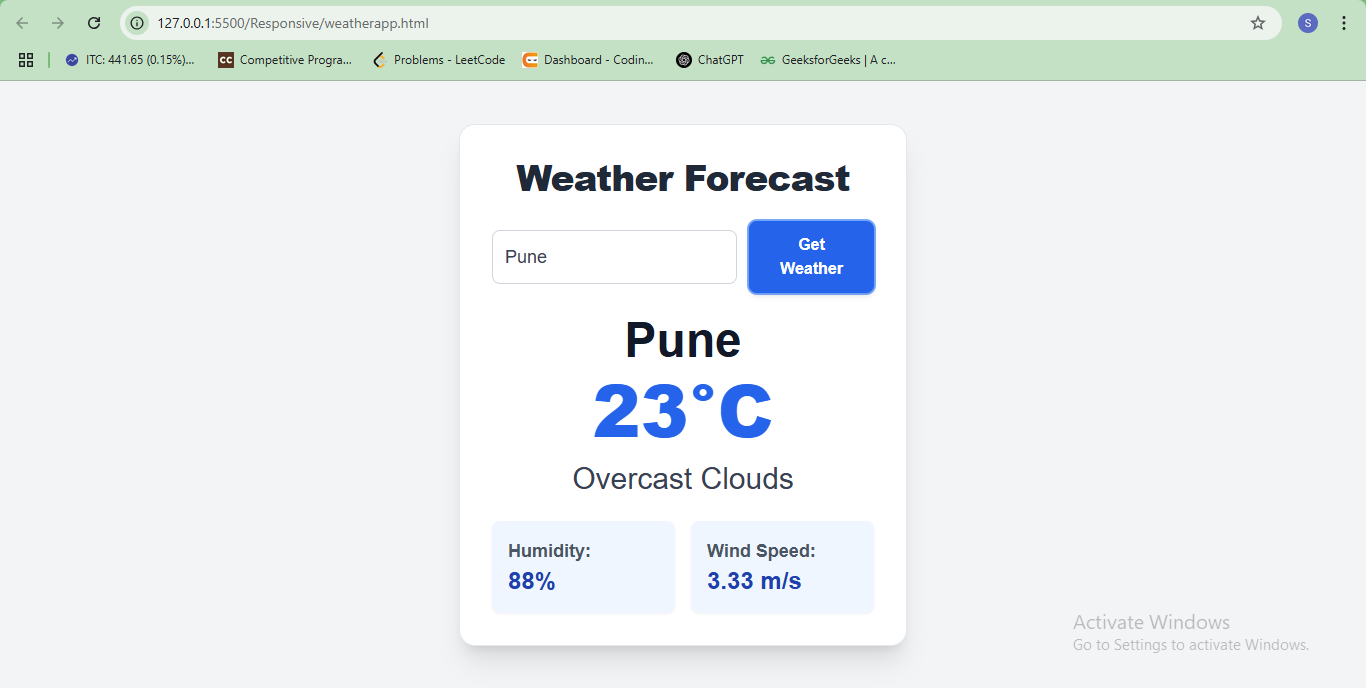 127.0.0.1:5500/Responsive/weatherapp.html
S
ITC: 441.65 (0.15%)...
CC
Competitive Progra...
Problems - LeetCode
Dashboard - Codin...
ChatGPT
GeeksforGeeks | A c...
Weather Forecast
Pune
Get
Weather
Pune
23°C
Overcast Clouds
Humidity:
88%
Wind Speed:
3.33 m/s
Activate Windows
Go to Settings to activate Windows.